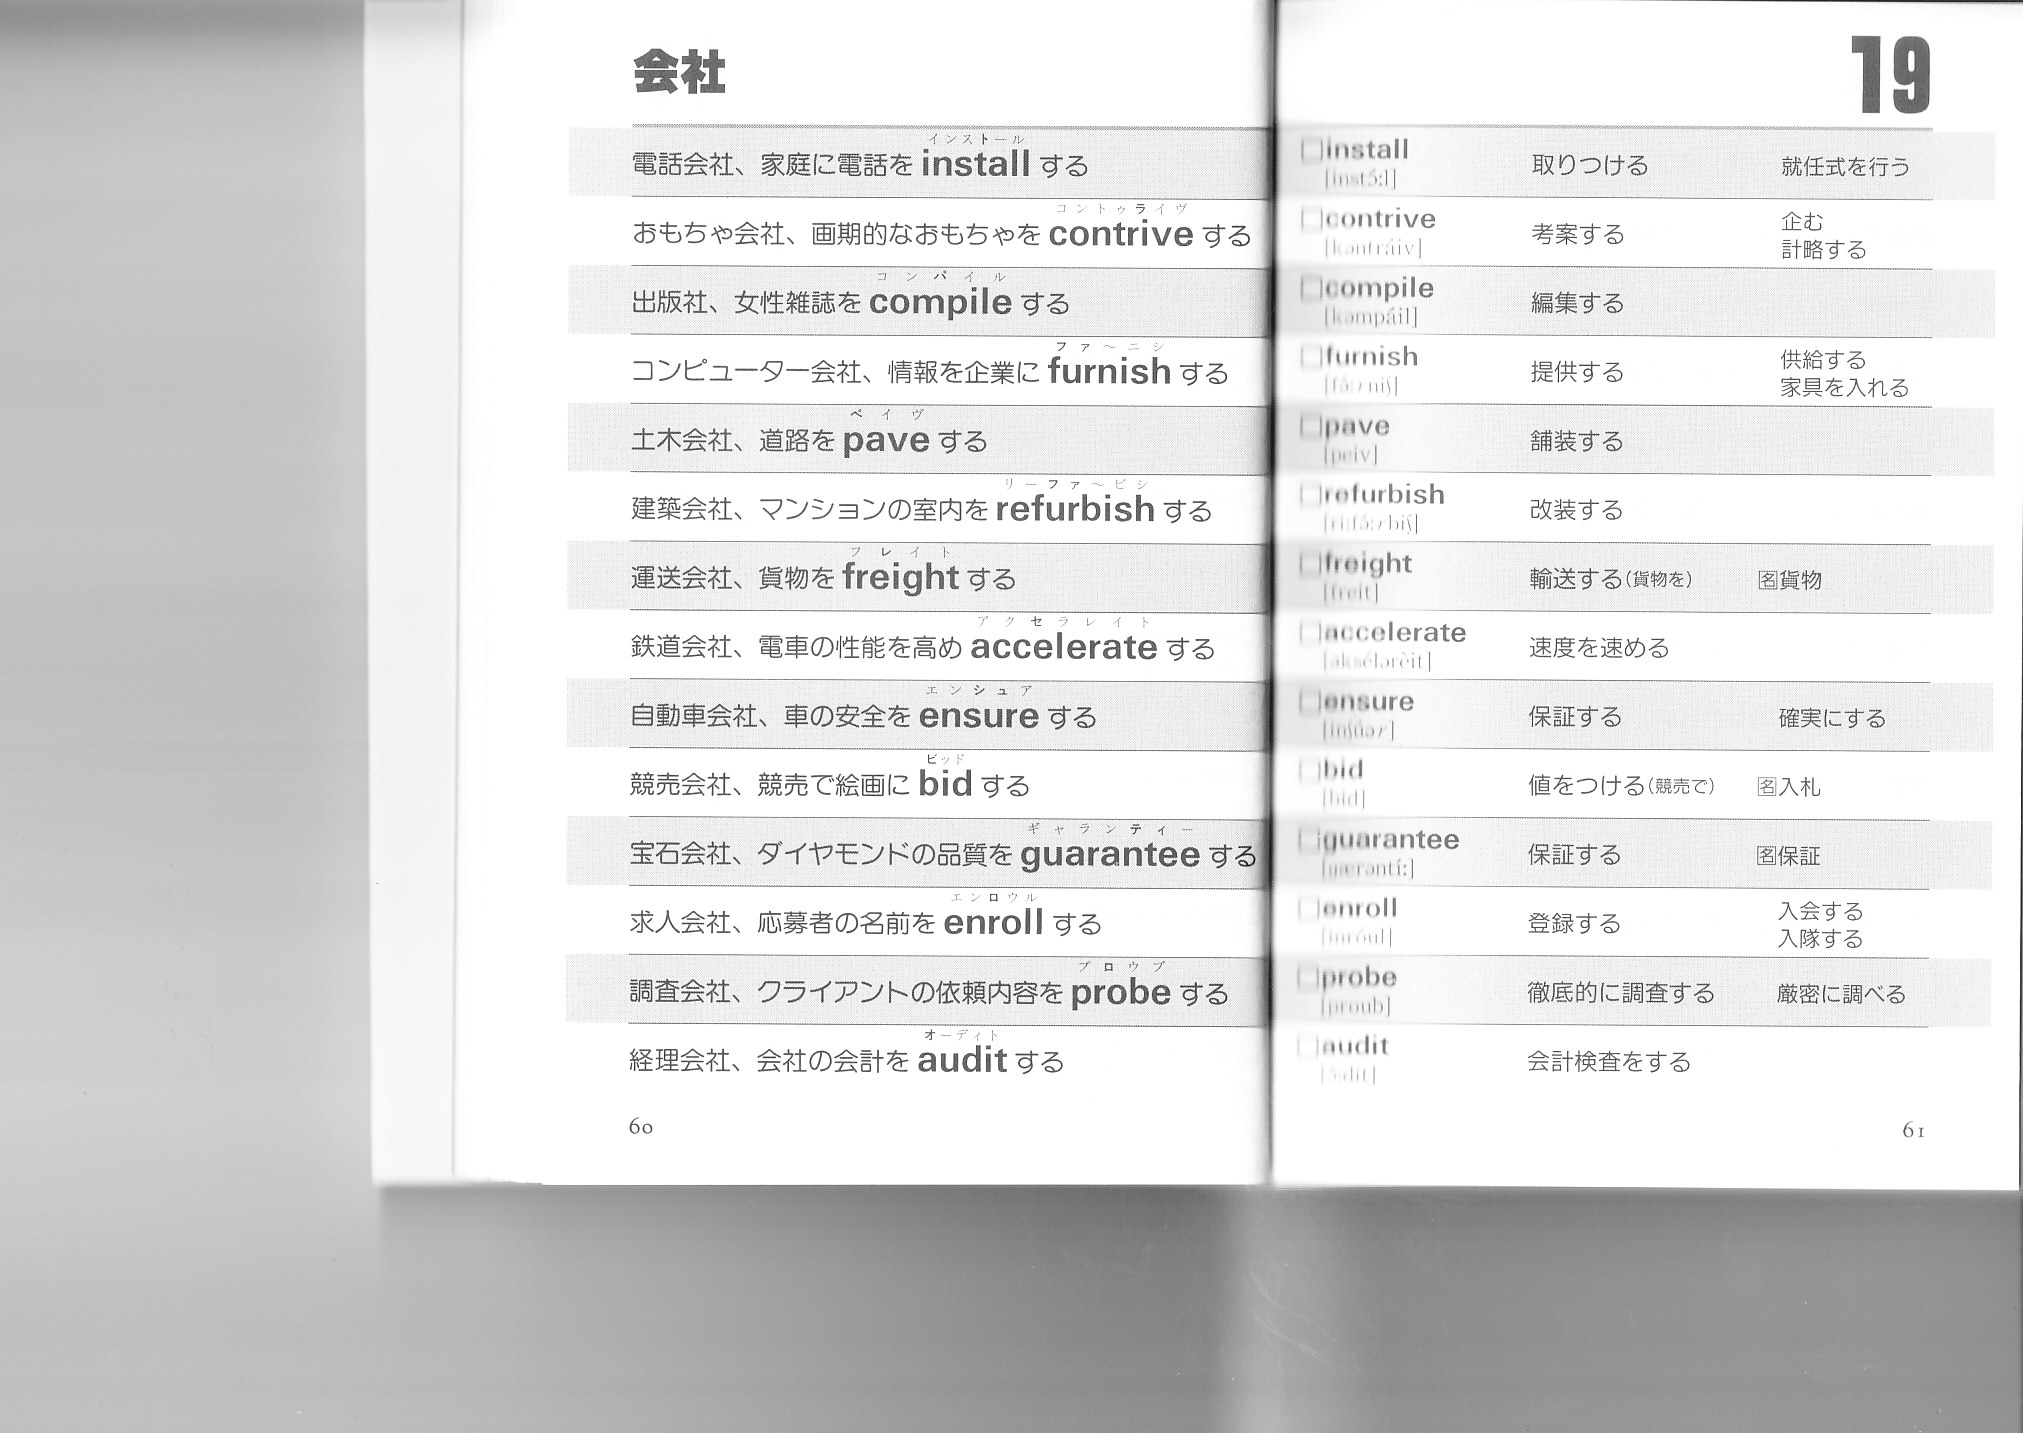 会社
インストール
電話会社、家庭に電話を install する
コントゥライヴ
おもちゃ会社、画期的なおもちゃを contrive する
コンパイル
出版社、女性雑誌を compile する
ファ～ニシ
コンピューター会社、情報を企業に furnish する
ペイヴ
土木会社、道路を pave する
リーファ～ビシ
建築会社、マンションの室内を refurbish する
フレイト
運送会社、貨物を freight する
アクセラレイト
鉄道会社、電車の性能を高め accelerate する
エンシュア
自動車会社、車の安全を ensure する
ビッド
競売会社、競売で絵画に bid する
ギャランティー
宝石会社、ダイヤモンドの品質を guarantee する
エンロウル
求人会社、応募者の名前を enroll する
プロウブ
調査会社、クライアントの依頼内容を probe する
オーディト
経理会社、会社の会計を audit する
60
19
install 取りつける 就任式を行う
[instɔ́ːl]
contrive 考案する 企む
[kəntráiv] 計略する
compile 編集する
[kəmpáil]
furnish 提供する 供給する
[fə́ːrniʃ] 家具を入れる
pave 舗装する
[peiv]
refurbish 改装する
[riːfə́ːrbiʃ]
freight 輸送する(貨物を) 名貨物
[freit]
accelerate 速度を速める
[əksélərèit]
ensure 保証する 確実にする
[inʃúər]
bid 値をつける(競売で) 名入札
[bid]
guarantee 保証する 名保証
enroll 登録する 入会する
[inróul] 入隊する
probe 徹底的に調査する 厳密に調べる
[proub]
audit 会計検査をする
61